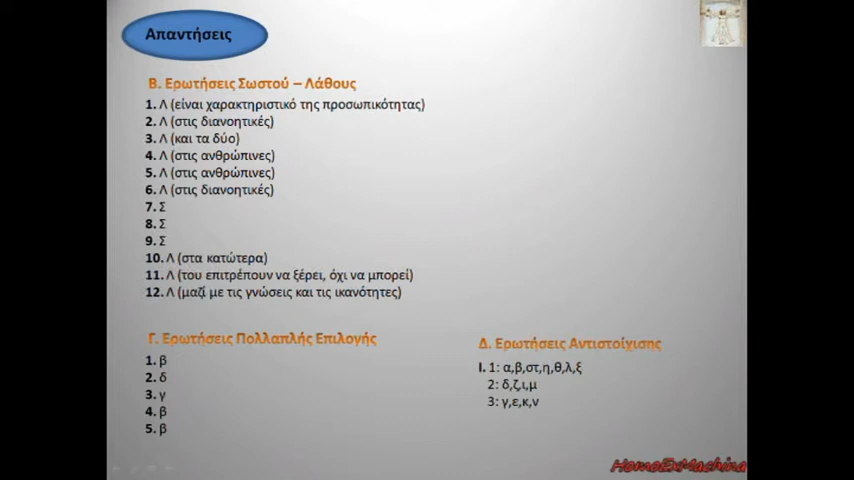 Απαντήσεις
Β. Ερωτήσεις Σωστού – Λάθους
1. Λ (είναι χαρακτηριστικό της προσωπικότητας)
2. Λ (στις διανοητικές)
3. Λ (και τα δύο)
4. Λ (στις ανθρώπινες)
5. Λ (στις ανθρώπινες)
6. Λ (στις διανοητικές)
7. Σ
8. Σ
9. Σ
10. Λ (στα κατώτερα)
11. Λ (του επιτρέπουν να ξέρει, όχι να μπορεί)
12. Λ (μαζί με τις γνώσεις και τις ικανότητες)
Γ. Ερωτήσεις Πολλαπλής Επιλογής
1. β
2. δ
3. γ
4. β
5. β
Δ. Ερωτήσεις Αντιστοίχισης
Ι. 1: α,β,στ,η,θ,λ,ξ
2: δ,ζ,ι,μ
3: γ,ε,κ,ν
HomoExMachina